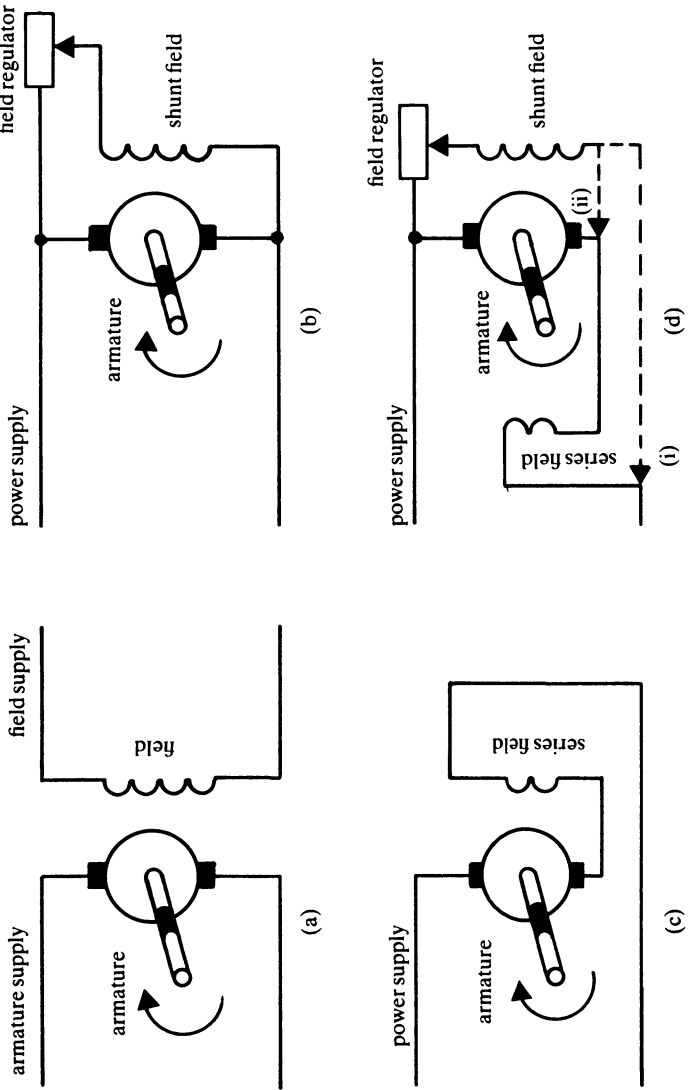 armature supply
field supply
armature
field
(a)
power supply
field regulator
armature
shunt field
(b)
power supply
armature
series field
(c)
power supply
field regulator
armature
shunt field
series field
(i)
(ii)
(d)